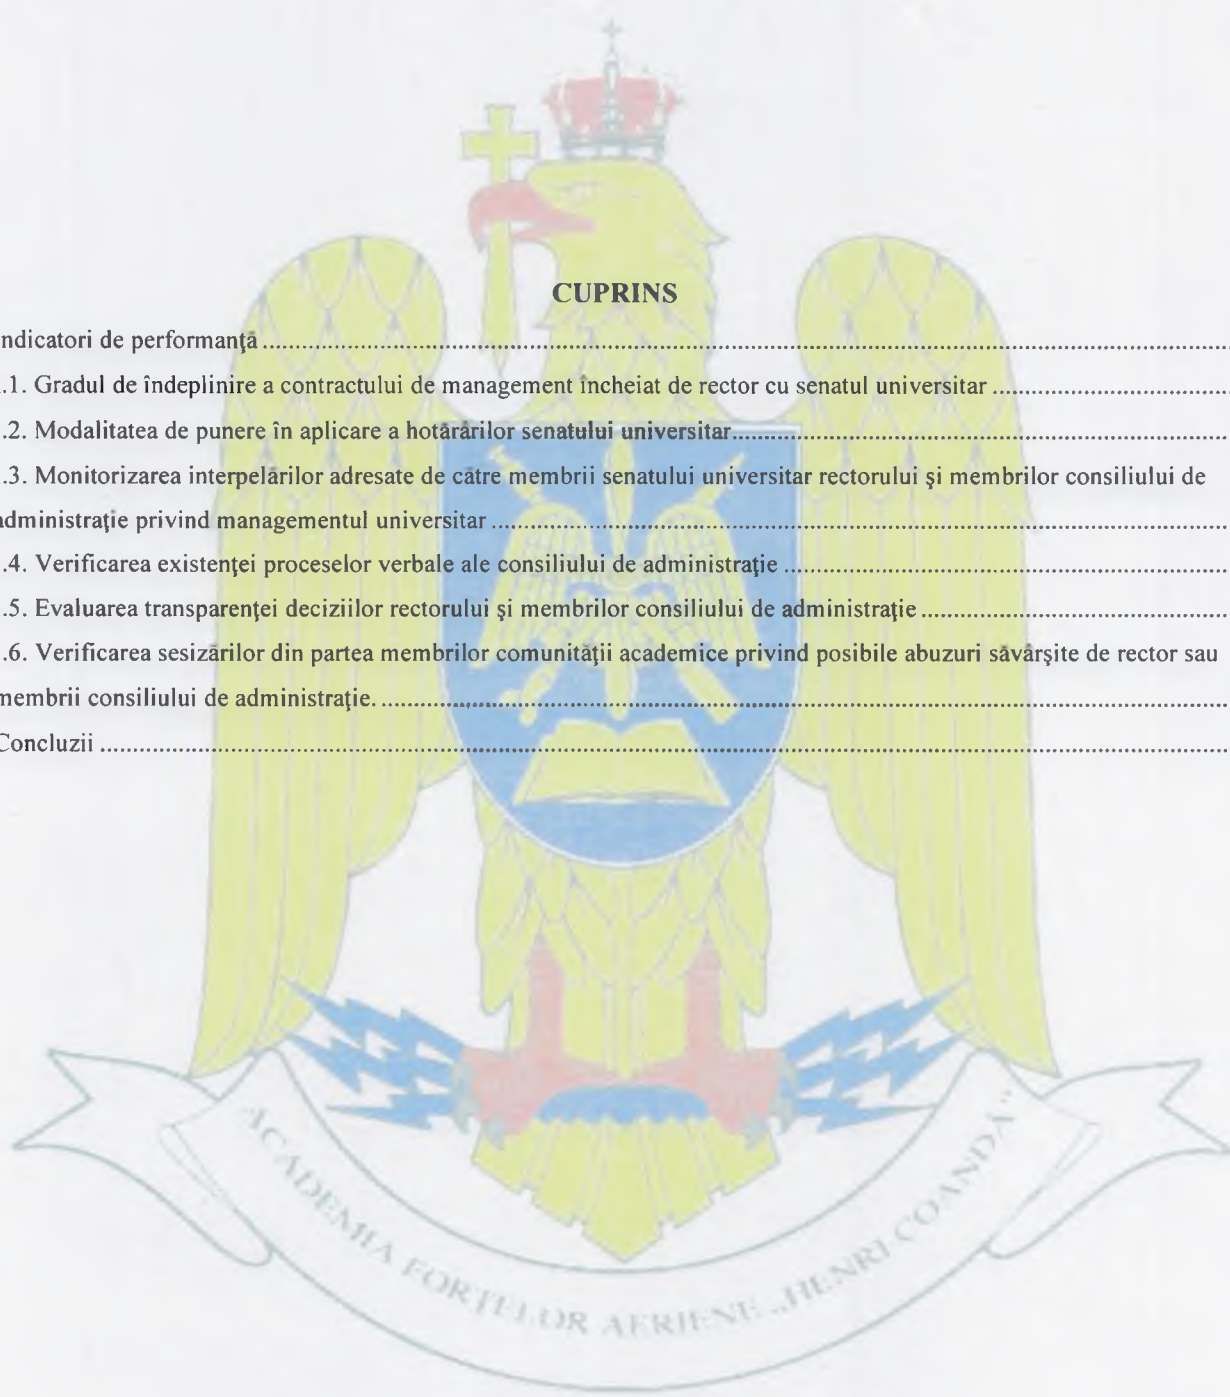 CUPRINS
ndicatori de performanţă
.1. Gradul de îndeplinire a contractului de management încheiat de rector cu senatul universitar
.2. Modalitatea de punere în aplicare a hotărârilor senatului universitar
.3. Monitorizarea interpelărilor adresate de către membrii senatului universitar rectorului şi membrilor consiliului de
administraţie privind managementul universitar
.4. Verificarea existenţei proceselor verbale ale consiliului de administraţie
.5. Evaluarea transparenţei deciziilor rectorului şi membrilor consiliului de administraţie
.6. Verificarea sesizărilor din partea membrilor comunităţii academice privind posibile abuzuri săvârşite de rector sau
membrii consiliului de administraţie.
Concluzii
ACADEMIA FORŢELOR AERIENE „HENRI COANDĂ"